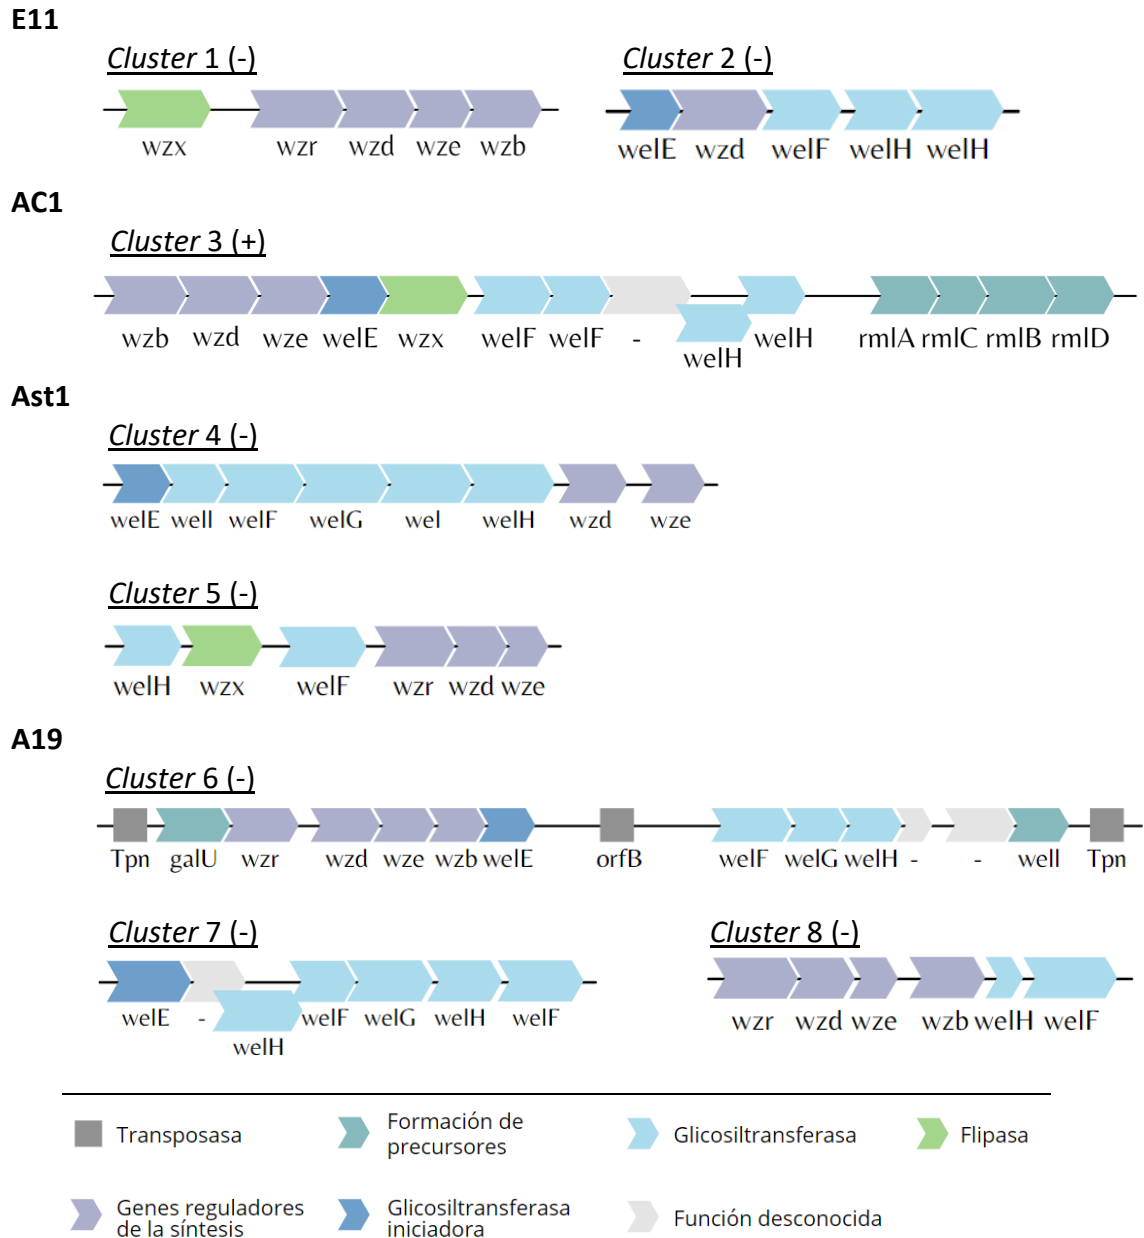 E11
Cluster 1 (-) Cluster 2 (-)
wzx wzr wzd wze wzb welE wzd welF welH welH
AC1
Cluster 3 (+)
wzb wzd wze welE wzx welF welF - welH welH rmlA rmlC rmlB rmlD
Ast1
Cluster 4 (-)
welE welI welF welG wel welH wzd wze
Cluster 5 (-)
welH wzx welF wzr wzd wze
A19
Cluster 6 (-)
Tpn galU wzr wzd wze wzb welE orfB welF welG welH - - welI Tpn
Cluster 7 (-) Cluster 8 (-)
welE - welH welF welG welH welF wzr wzd wze wzb welH welF
Transposasa
Formación de
precursores
Glicosiltransferasa
Flipasa
Genes reguladores
de la síntesis
Glicosiltransferasa
iniciadora
Función desconocida